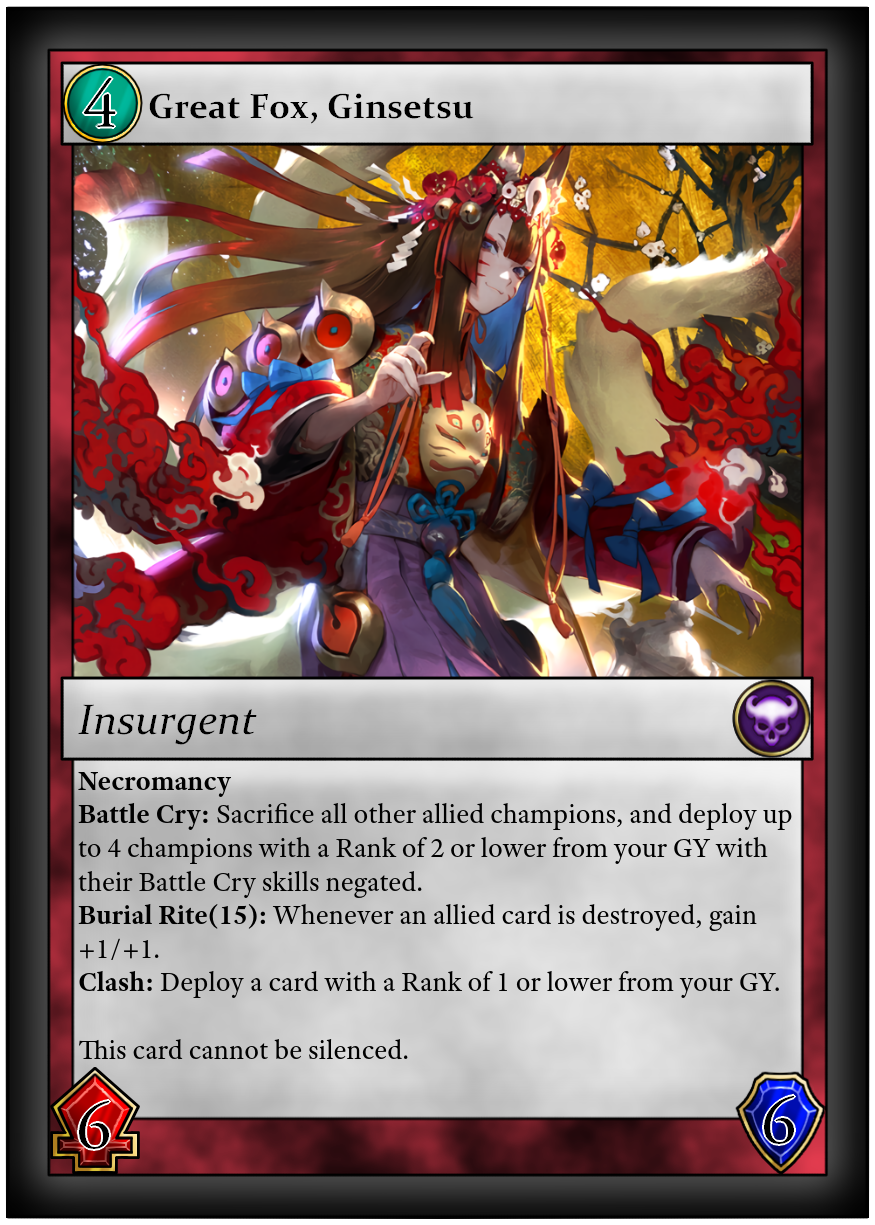 4
Great Fox, Ginsetsu
Insurgent
Necromancy
Battle Cry: Sacrifice all other allied champions, and deploy up
to 4 champions with a Rank of 2 or lower from your GY with
their Battle Cry skills negated.
Burial Rite(15): Whenever an allied card is destroyed, gain
+1/+1.
Clash: Deploy a card with a Rank of 1 or lower from your GY.
This card cannot be silenced.
6
6